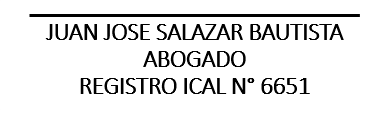 JUAN JOSE SALAZAR BAUTISTA
ABOGADO
REGISTRO ICAL N° 6651